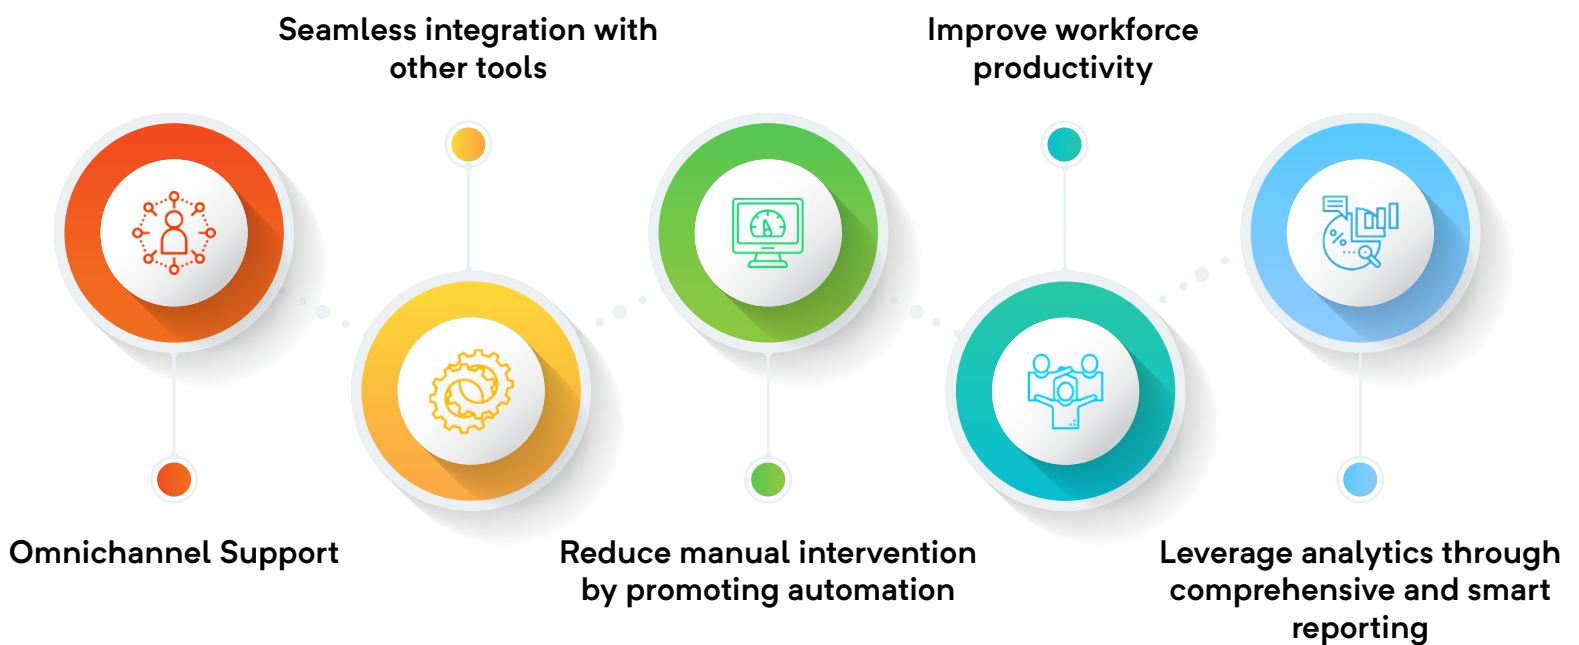 Seamless integration with
other tools
Improve workforce
productivity
Omnichannel Support
Reduce manual intervention
by promoting automation
Leverage analytics through
comprehensive and smart
reporting